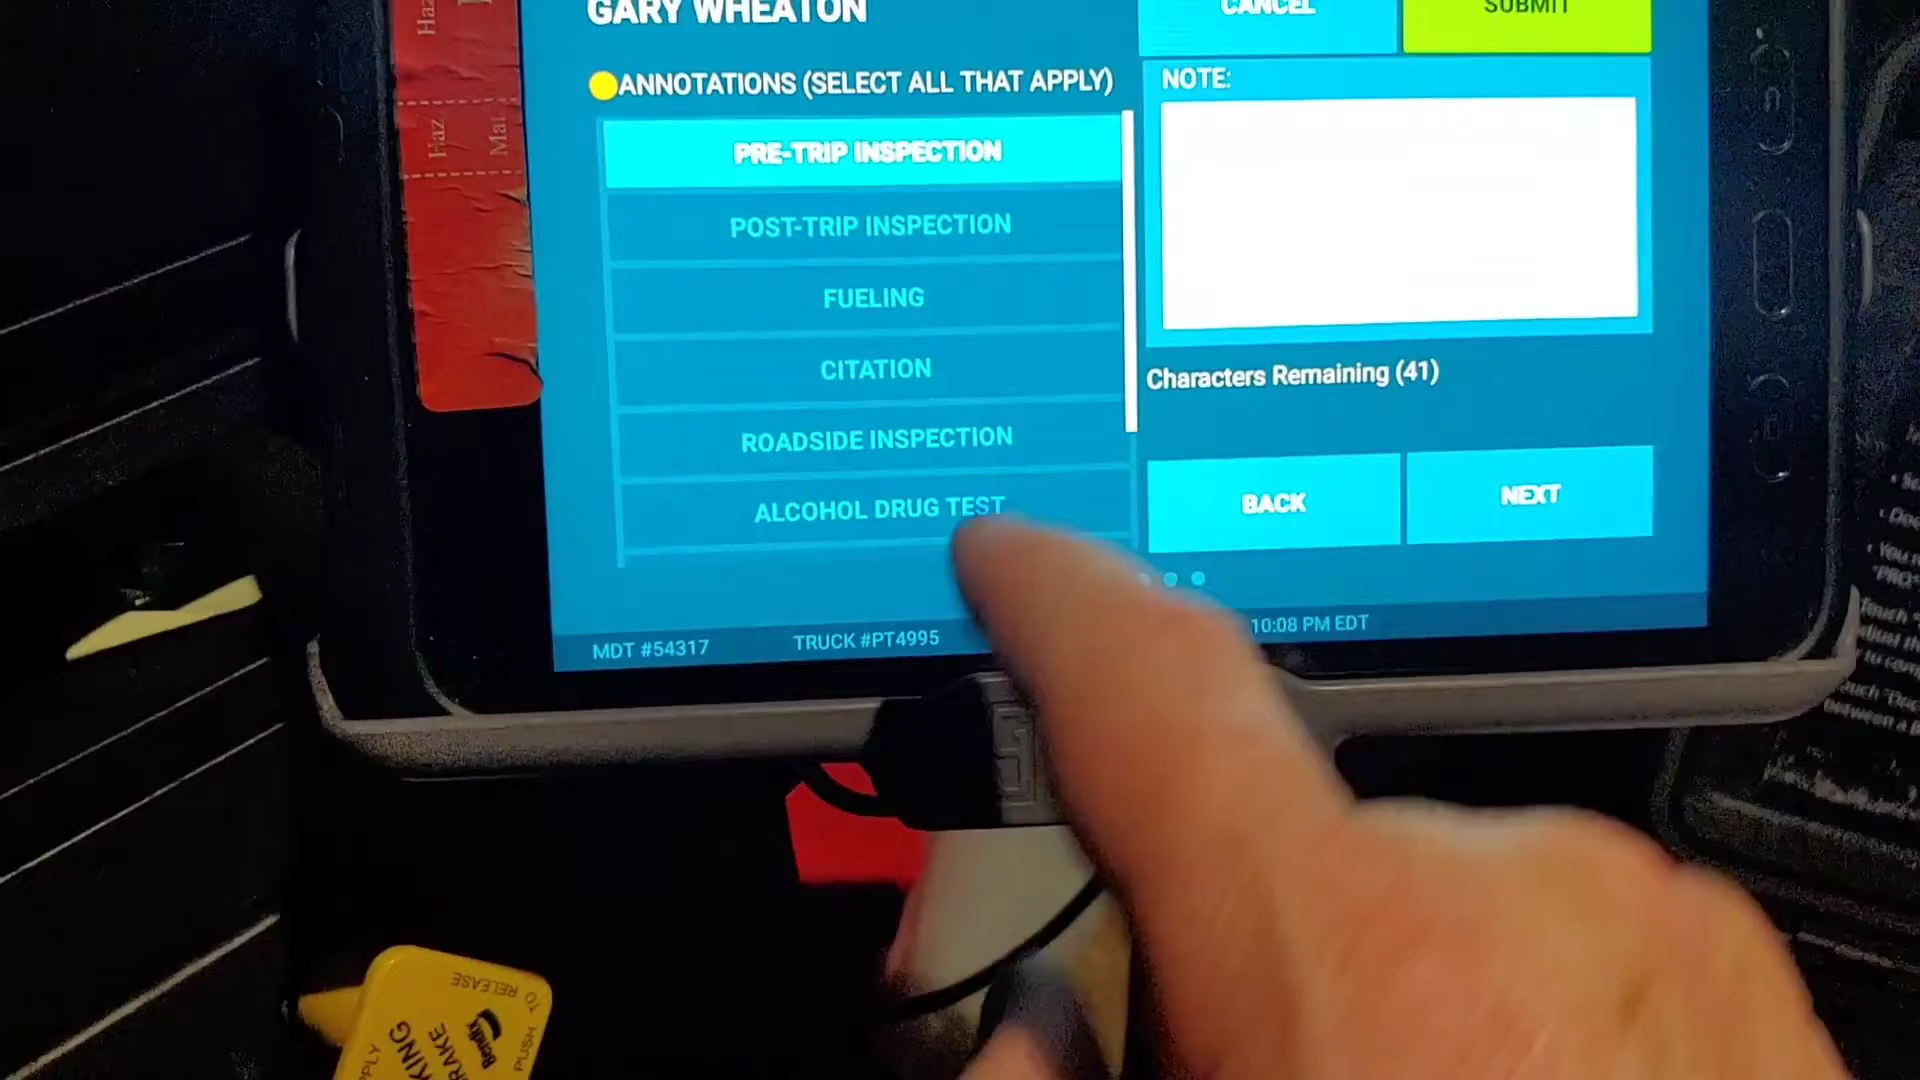 GARY WHEATON
CANCEL
SUBMIT
ANNOTATIONS (SELECT ALL THAT APPLY)
NOTE:
PRE-TRIP INSPECTION
POST-TRIP INSPECTION
FUELING
CITATION
ROADSIDE INSPECTION
ALCOHOL DRUG TEST
Characters Remaining (41)
BACK
NEXT
MDT #54317
TRUCK #PT4995
10:08 PM EDT
Haz
Haz
Mat
TO RELEASE
PUSH
Bendix